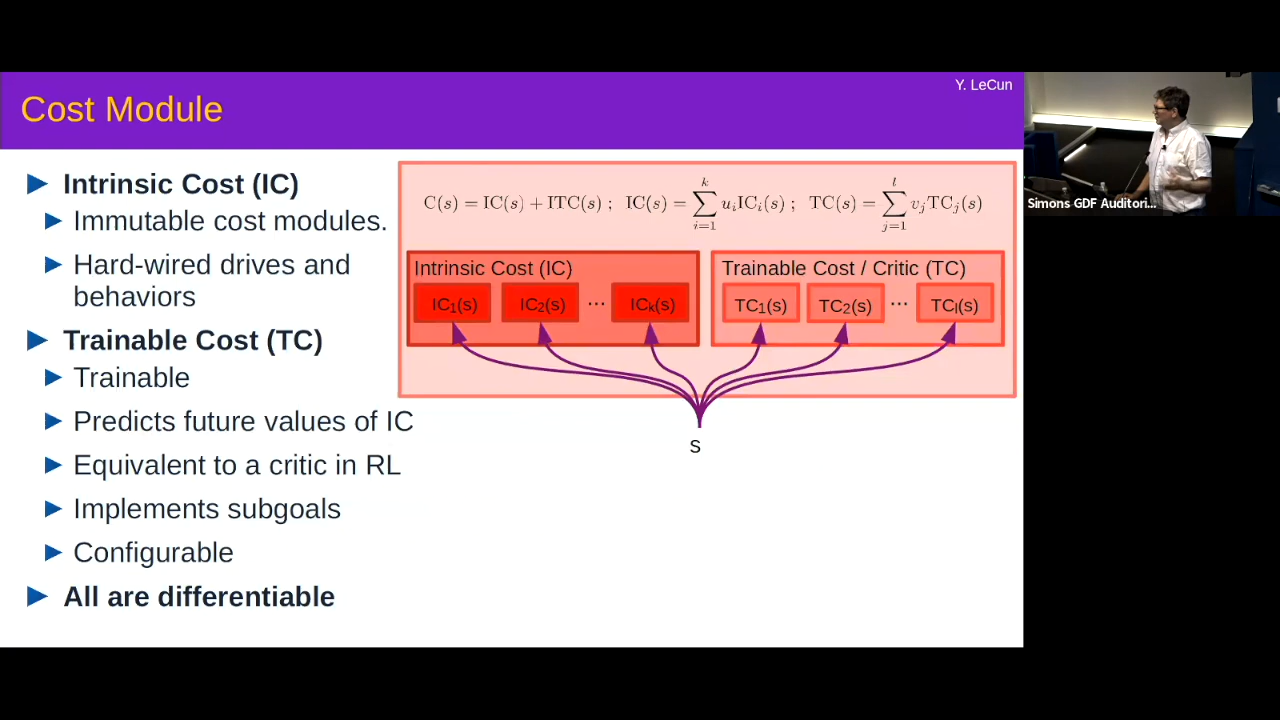 Y. LeCun
Cost Module
► Intrinsic Cost (IC)
► Immutable cost modules.
► Hard-wired drives and
behaviors
► Trainable Cost (TC)
► Trainable
► Predicts future values of IC
► Equivalent to a critic in RL
► Implements subgoals
► Configurable
► All are differentiable
C(s) = IC(s) + ITC(s) ; IC(s) = ∑_{i=1}^{k} u_i IC_i(s) ; TC(s) = ∑_{j=1}^{l} v_j TC_j(s)
Intrinsic Cost (IC)
IC₁(s) IC₂(s) ··· ICₖ(s)
Trainable Cost / Critic (TC)
TC₁(s) TC₂(s) ··· TCₗ(s)
S
Simons GDF Auditori...